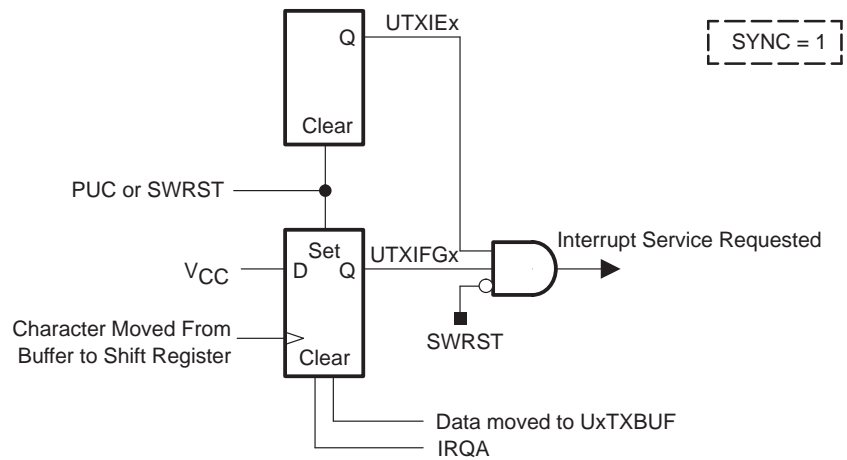 UTXIEx
SYNC = 1
Q
Clear
PUC or SWRST
Set
UTXIFGx
Interrupt Service Requested
VCC
D
Q
Character Moved From
Buffer to Shift Register
SWRST
Clear
Data moved to UxTXBUF
IRQA